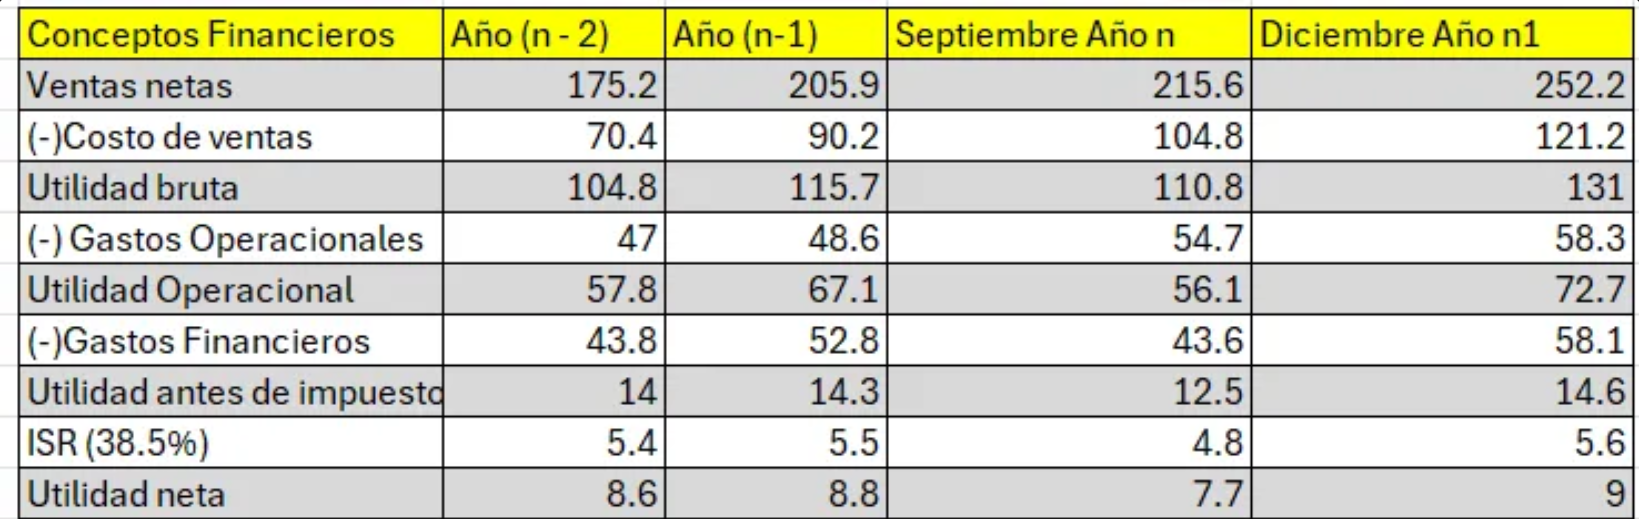 Conceptos Financieros Año (n - 2) Año (n-1) Septiembre Año n Diciembre Año n1
Ventas netas 175.2 205.9 215.6 252.2
(-)Costo de ventas 70.4 90.2 104.8 121.2
Utilidad bruta 104.8 115.7 110.8 131
(-) Gastos Operacionales 47 48.6 54.7 58.3
Utilidad Operacional 57.8 67.1 56.1 72.7
(-)Gastos Financieros 43.8 52.8 43.6 58.1
Utilidad antes de impuesto 14 14.3 12.5 14.6
ISR (38.5%) 5.4 5.5 4.8 5.6
Utilidad neta 8.6 8.8 7.7 9